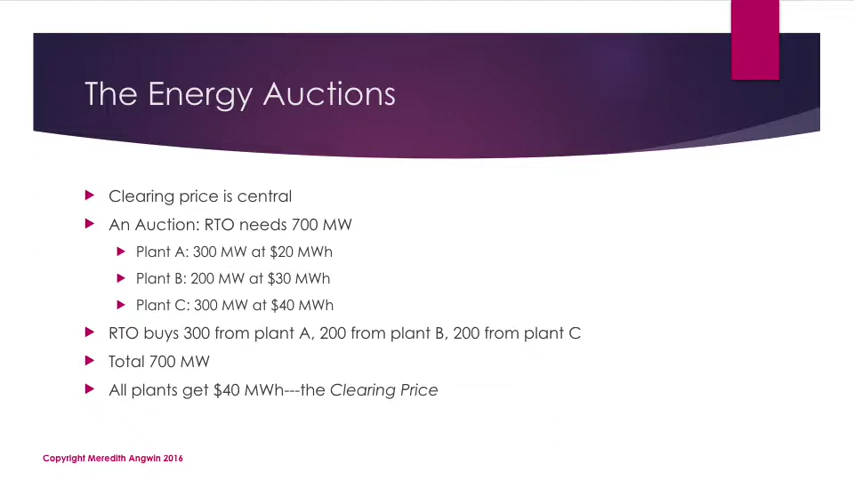 The Energy Auctions
Clearing price is central
An Auction: RTO needs 700 MW
Plant A: 300 MW at $20 MWh
Plant B: 200 MW at $30 MWh
Plant C: 300 MW at $40 MWh
RTO buys 300 from plant A, 200 from plant B, 200 from plant C
Total 700 MW
All plants get $40 MWh---the Clearing Price
Copyright Meredith Angwin 2016